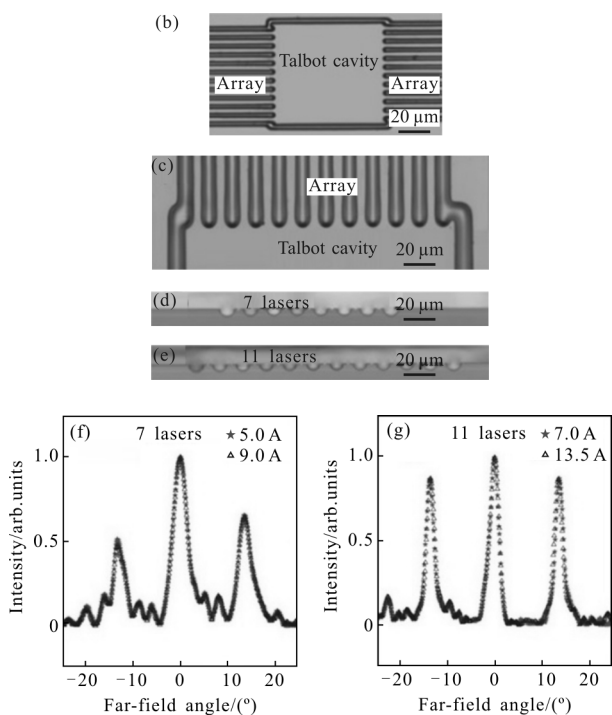 (b)
Talbot cavity
Array
Array
20 μm
(c)
Array
Talbot cavity
20 μm
(d)
7 lasers
20 μm
(e)
11 lasers
20 μm
(f)
7 lasers
★ 5.0 A
△ 9.0 A
Intensity/arb.units
1.0
0.5
0
−20
−10
0
10
20
Far-field angle/(º)
(g)
11 lasers
★ 7.0 A
△ 13.5 A
Intensity/arb.units
1.0
0.5
0
−20
−10
0
10
20
Far-field angle/(º)